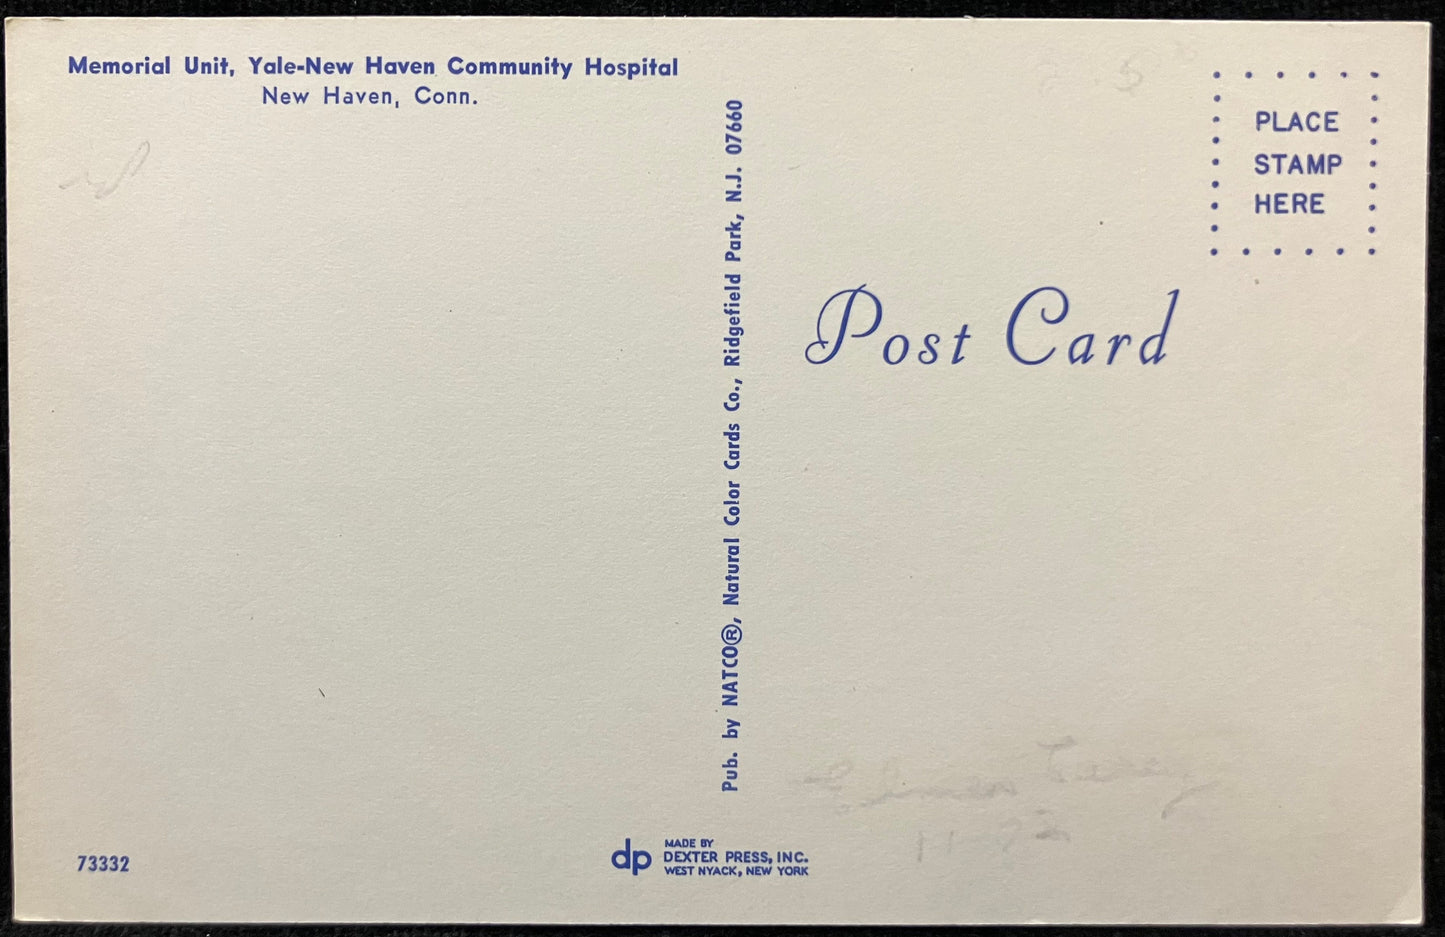 Memorial Unit, Yale-New Haven Community Hospital
New Haven, Conn.
Pub. by NATCO®, Natural Color Cards Co., Ridgefield Park, N.J. 07660
PLACE
STAMP
HERE
Post Card
73332
dp
MADE BY
DEXTER PRESS, INC.
WEST NYACK, NEW YORK